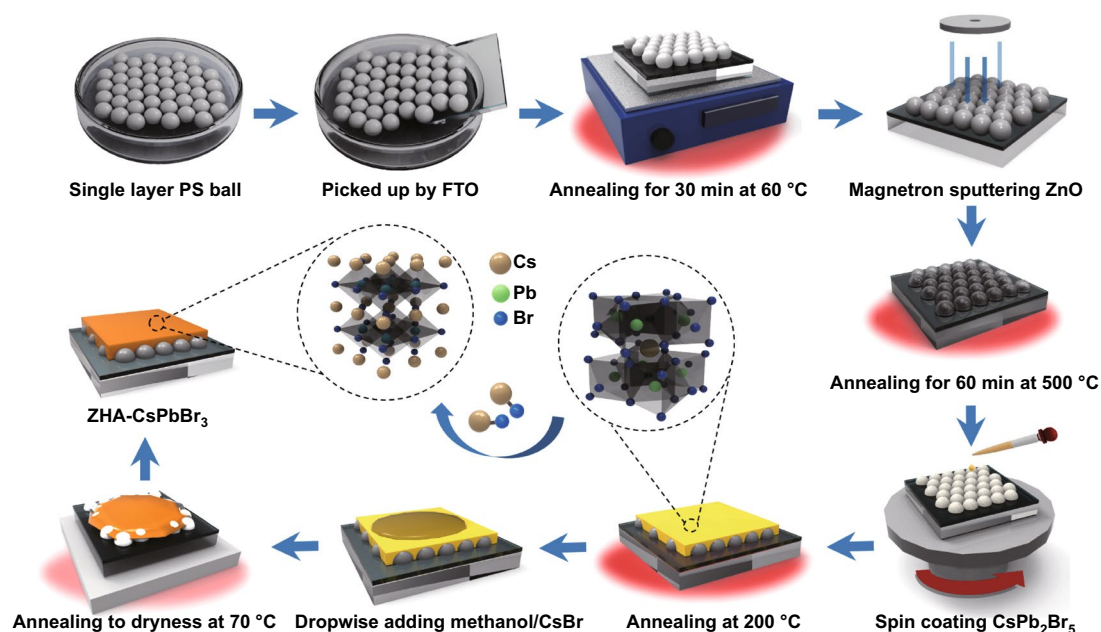 Single layer PS ball
Picked up by FTO
Annealing for 30 min at 60 °C
Magnetron sputtering ZnO
Cs
Pb
Br
Annealing for 60 min at 500 °C
ZHA-CsPbBr₃
Annealing to dryness at 70 °C
Dropwise adding methanol/CsBr
Annealing at 200 °C
Spin coating CsPb₂Br₅